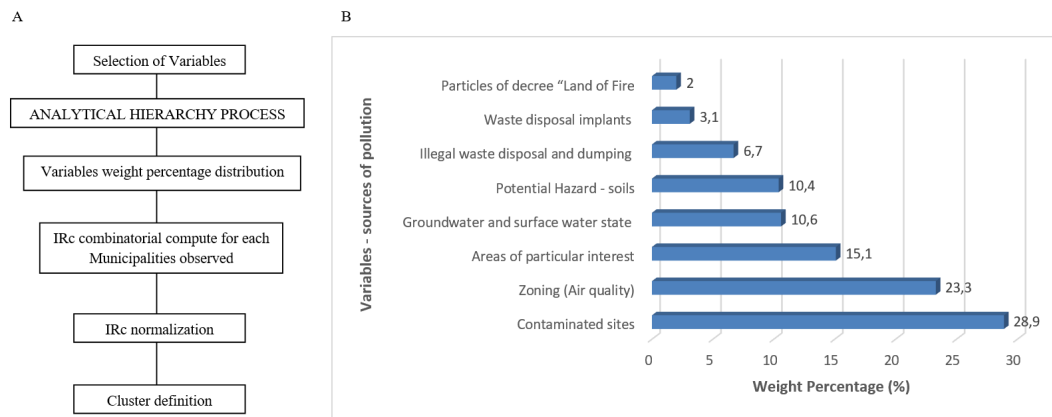 A
Selection of Variables
ANALYTICAL HIERARCHY PROCESS
Variables weight percentage distribution
IRc combinatorial compute for each
Municipalities observed
IRc normalization
Cluster definition
B
Variables - sources of pollution
Particles of decree “Land of Fire
2
Waste disposal implants
3,1
Illegal waste disposal and dumping
6,7
Potential Hazard - soils
10,4
Groundwater and surface water state
10,6
Areas of particular interest
15,1
Zoning (Air quality)
23,3
Contaminated sites
28,9
0 5 10 15 20 25 30
Weight Percentage (%)